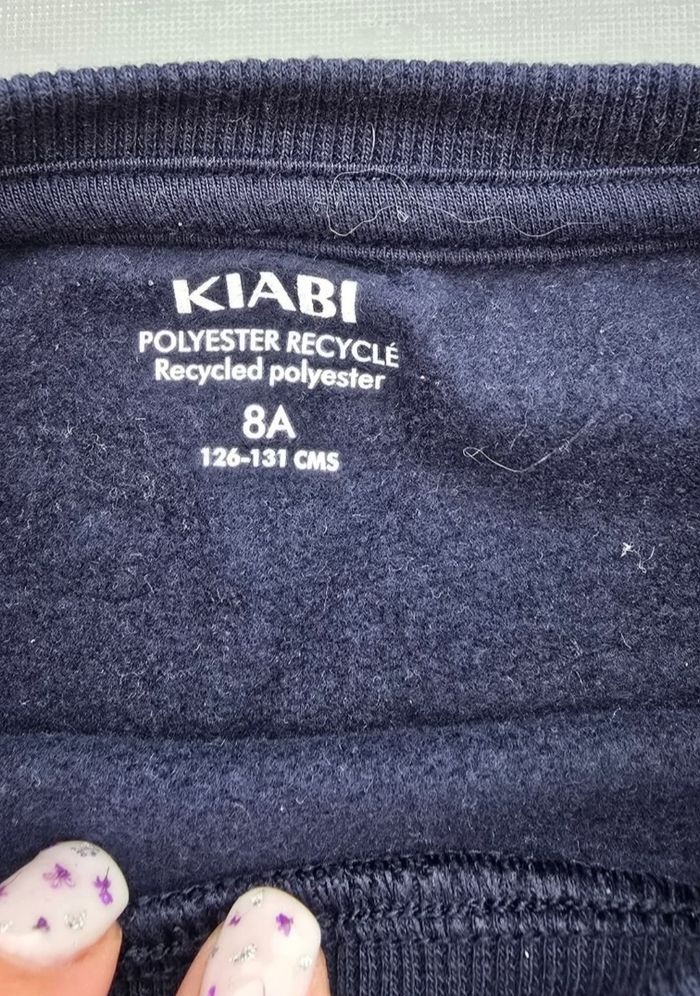 KIABI
POLYESTER RECYCLÉ
Recycled polyester
8A
126-131 CMS